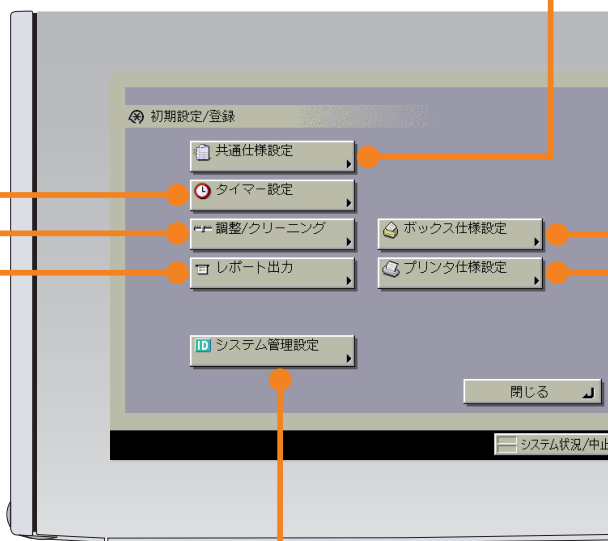 初期設定/登録
共通仕様設定
タイマー設定
調整/クリーニング
ボックス仕様設定
レポート出力
プリンタ仕様設定
ID システム管理設定
閉じる
システム状況/中止